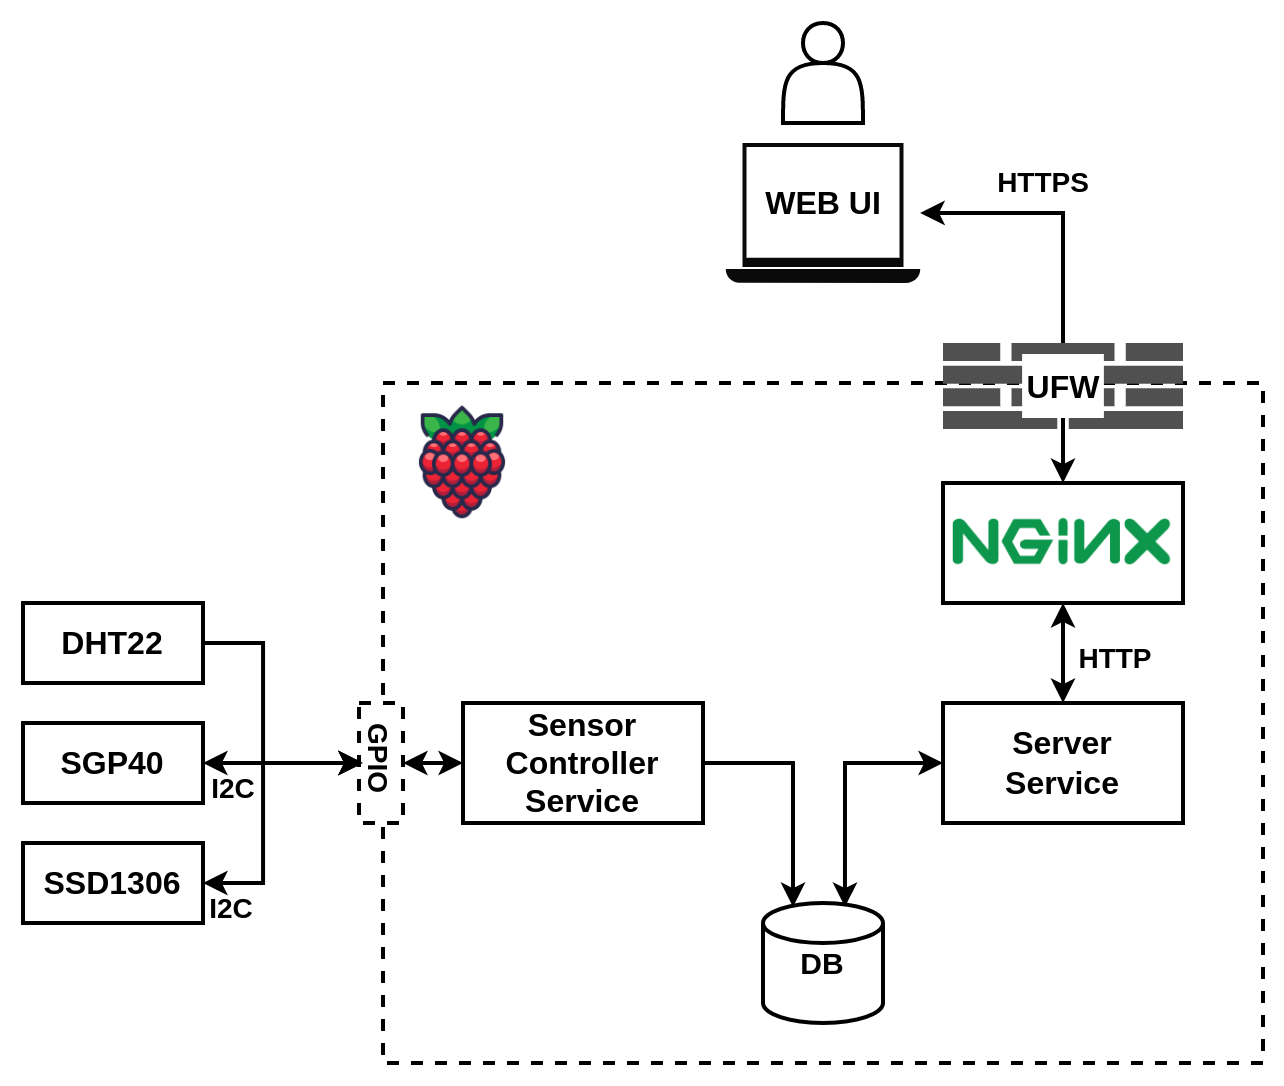 WEB UI
HTTPS
UFW
NGINX
HTTP
DHT22
SGP40
I2C
SSD1306
I2C
GPIO
Sensor
Controller
Service
Server
Service
DB